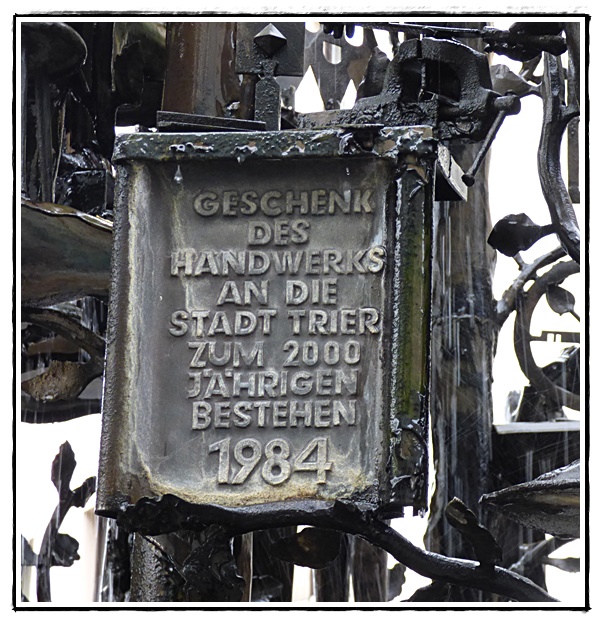 GESCHENK
DES
HANDWERKS
AN DIE
STADT TRIER
ZUM 2000
JÄHRIGEN
BESTEHEN
1984